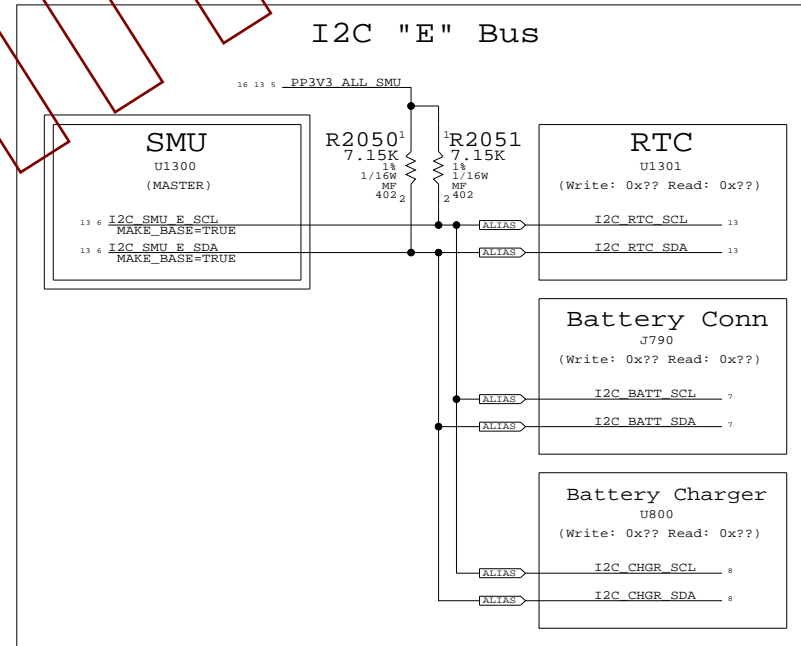 I2C "E" Bus
16 13 5 PP3V3_ALL_SMU
SMU
U1300
(MASTER)
13 6 I2C_SMU_E_SCL
MAKE_BASE=TRUE
13 6 I2C_SMU_E_SDA
MAKE_BASE=TRUE
R2050 1
7.15K
1%
1/16W
MF
402 2
1 R2051
7.15K
1%
1/16W
MF
2 402
RTC
U1301
(Write: 0x?? Read: 0x??)
ALIAS I2C_RTC_SCL 13
ALIAS I2C_RTC_SDA 13
Battery Conn
J790
(Write: 0x?? Read: 0x??)
ALIAS I2C_BATT_SCL 7
ALIAS I2C_BATT_SDA 7
Battery Charger
U800
(Write: 0x?? Read: 0x??)
ALIAS I2C_CHGR_SCL 8
ALIAS I2C_CHGR_SDA 8